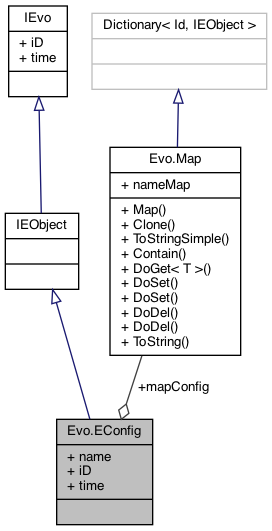 IEvo
+ iD
+ time
Dictionary< Id, IEObject >
Evo.Map
+ nameMap
+ Map()
+ Clone()
+ ToStringSimple()
+ Contain()
+ DoGet< T >()
+ DoSet()
+ DoSet()
+ DoDel()
+ DoDel()
+ ToString()
IEObject
+mapConfig
Evo.EConfig
+ name
+ iD
+ time